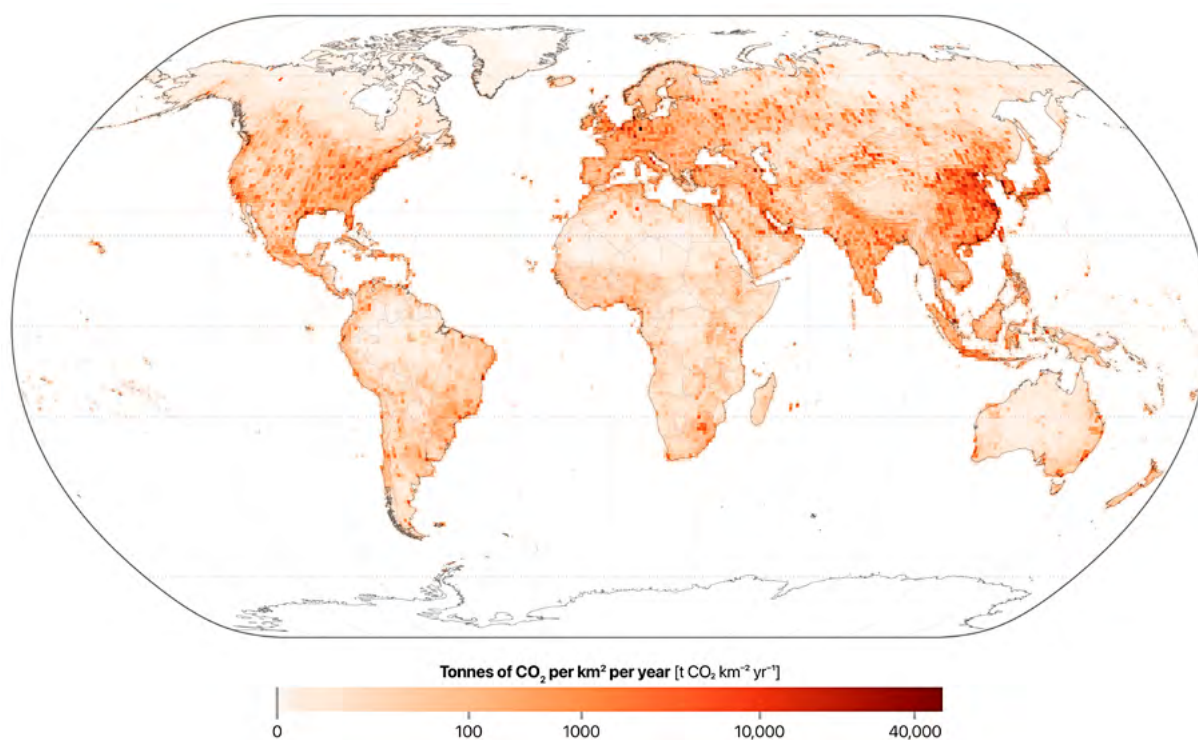 Tonnes of CO₂ per km² per year [t CO₂ km⁻² yr⁻¹]
0 100 1000 10,000 40,000